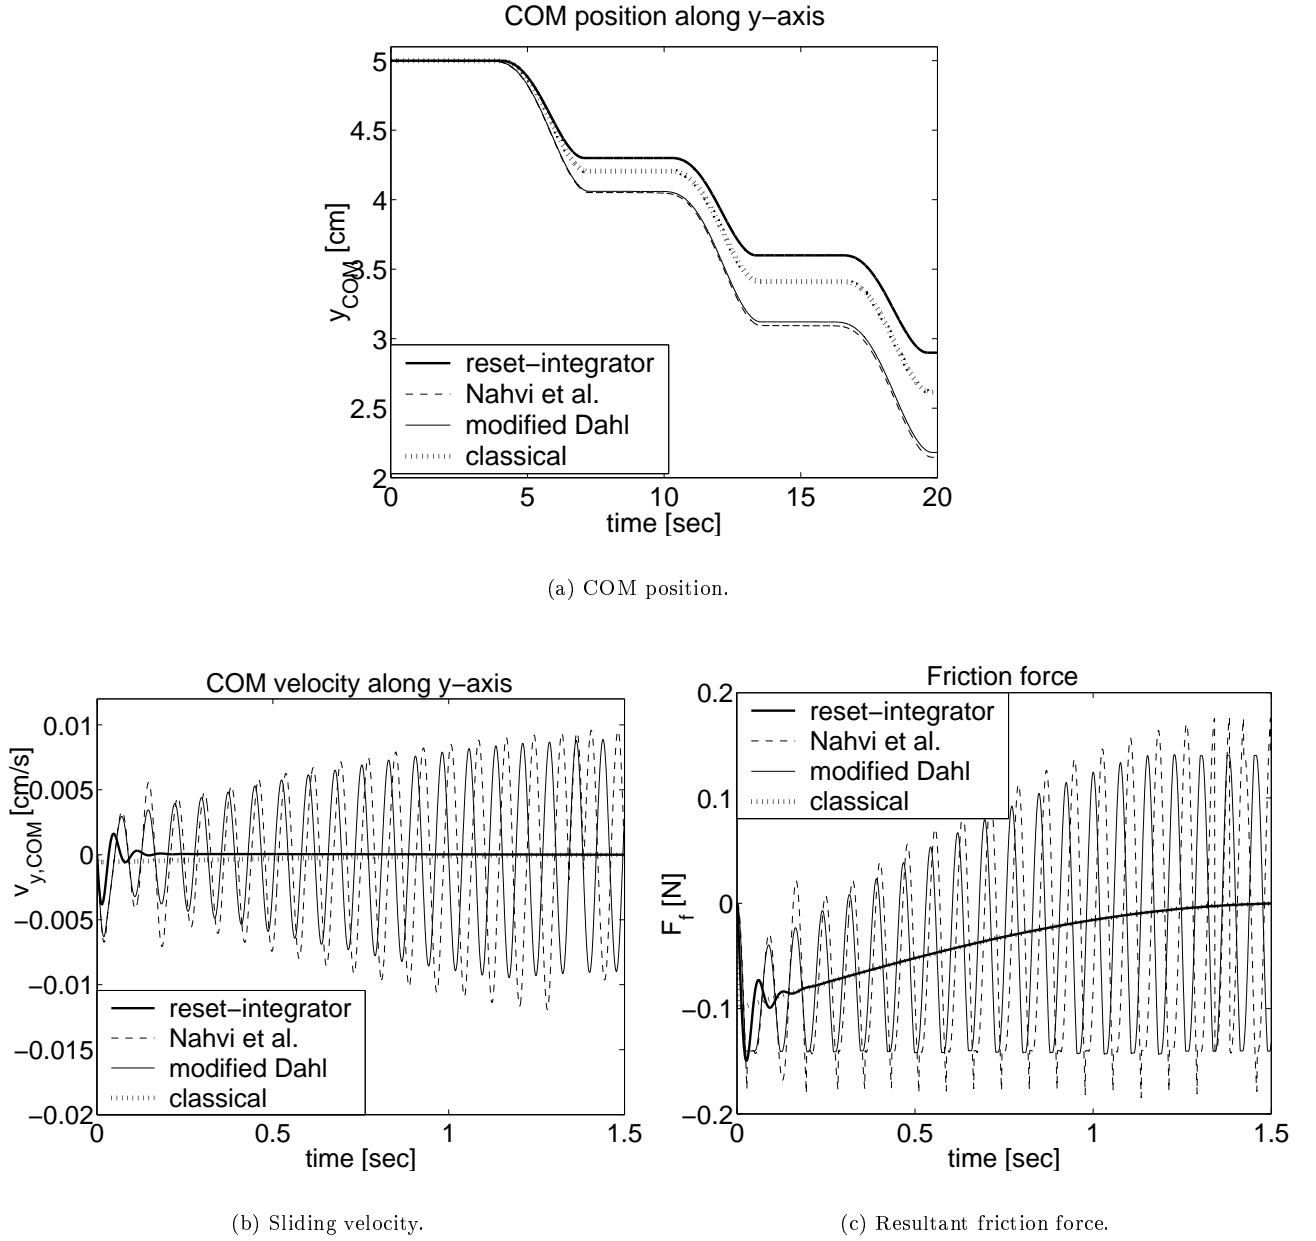 COM position along y−axis
5
4.5
4
3.5
3
2.5
2
y_COM [cm]
reset−integrator
Nahvi et al.
modified Dahl
classical
0 5 10 15 20
time [sec]
(a) COM position.
COM velocity along y−axis
0.01
0.005
0
−0.005
−0.01
−0.015
−0.02
v_y,COM [cm/s]
reset−integrator
Nahvi et al.
modified Dahl
classical
0 0.5 1 1.5
time [sec]
(b) Sliding velocity.
Friction force
0.2
0.1
0
−0.1
−0.2
F_f [N]
reset−integrator
Nahvi et al.
modified Dahl
classical
0 0.5 1 1.5
time [sec]
(c) Resultant friction force.